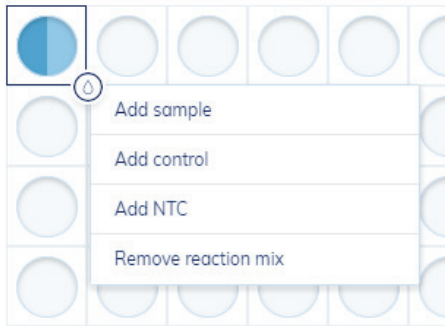 Add sample
Add control
Add NTC
Remove reaction mix